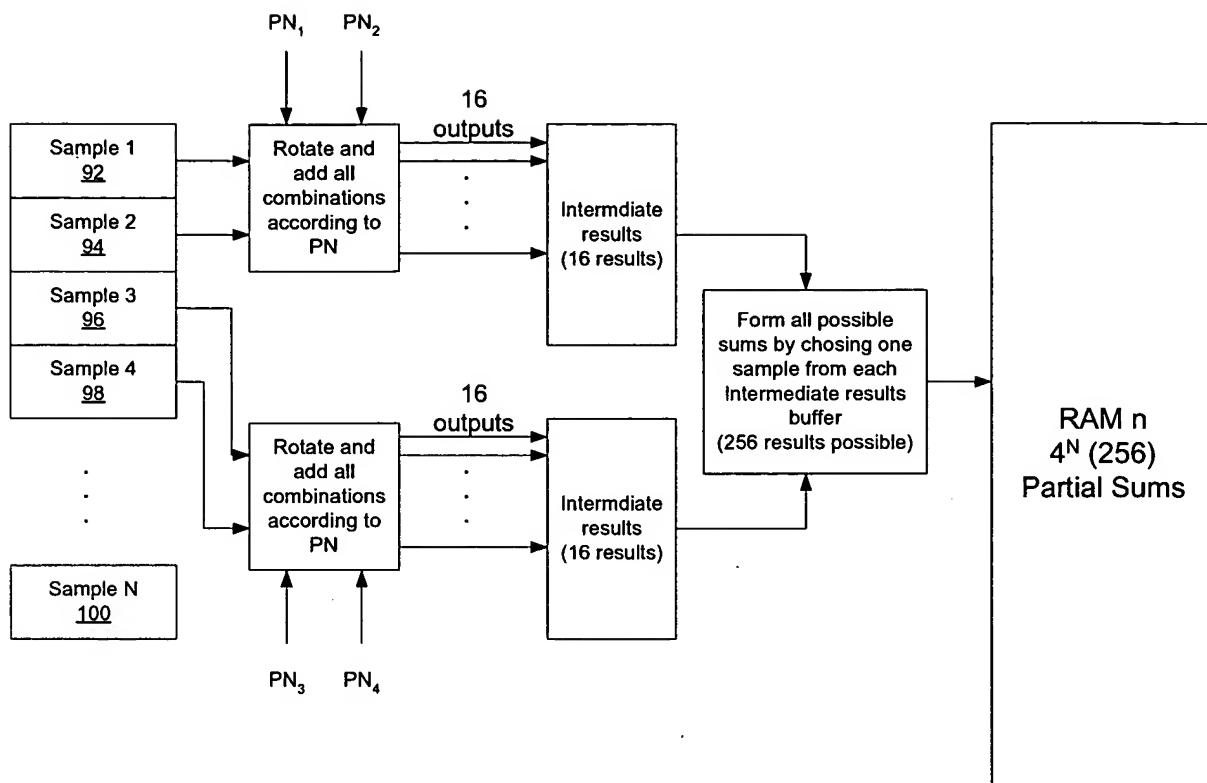 PN1 PN2
16
outputs
Sample 1
92
Sample 2
94
Sample 3
96
Sample 4
98
Sample N
100
Rotate and
add all
combinations
according to
PN
Intermdiate
results
(16 results)
16
outputs
Rotate and
add all
combinations
according to
PN
Intermdiate
results
(16 results)
PN3 PN4
Form all possible
sums by chosing one
sample from each
Intermediate results
buffer
(256 results possible)
RAM n
4^N (256)
Partial Sums